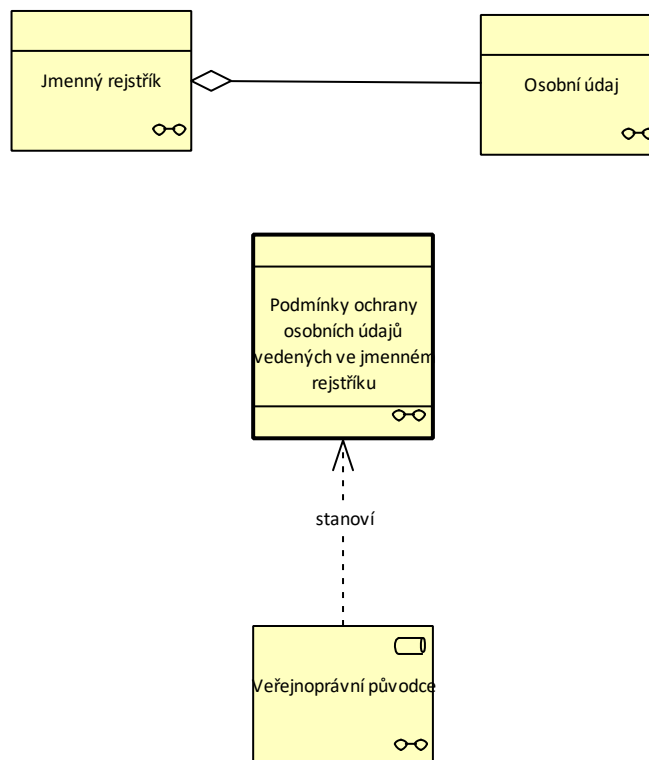 Jmenný rejstřík
Osobní údaj
Podmínky ochrany
osobních údajů
vedených ve jmenném
rejstříku
stanoví
Veřejnoprávní původce